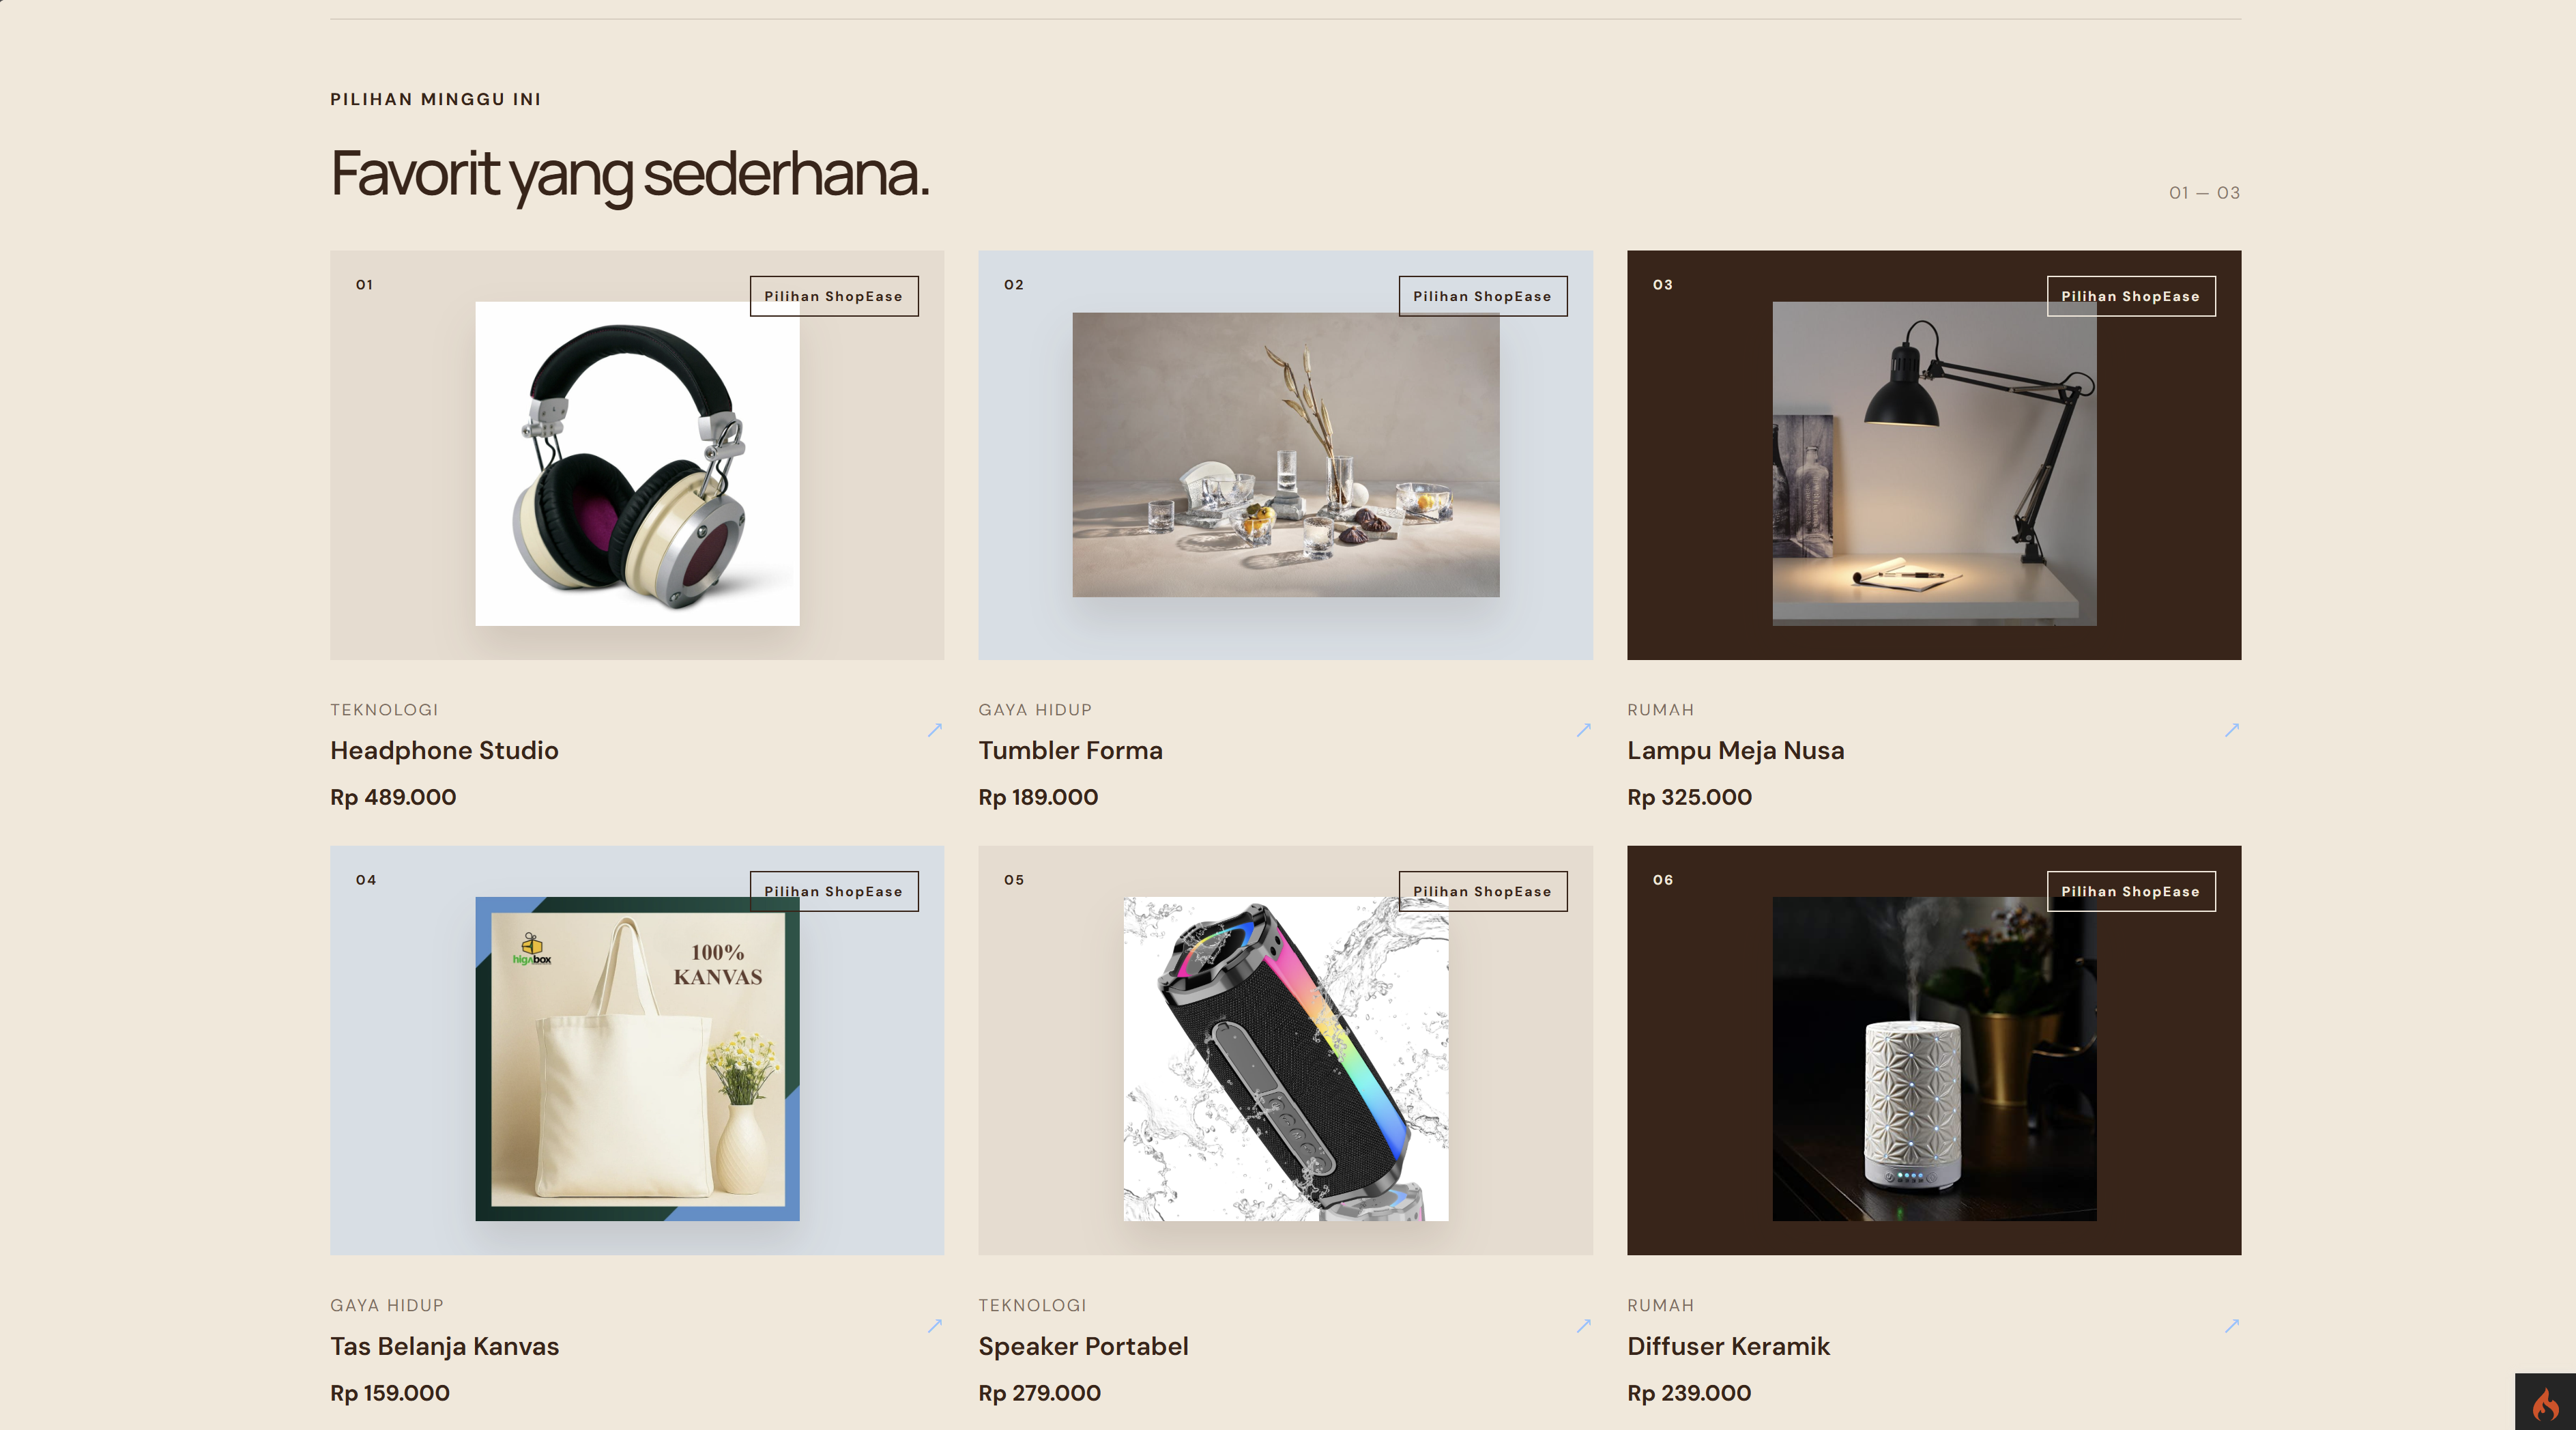 PILIHAN MINGGU INI
Favorit yang sederhana.
01 — 03
01
Pilihan ShopEase
02
Pilihan ShopEase
03
Pilihan ShopEase
TEKNOLOGI
Headphone Studio
Rp 489.000
↗
GAYA HIDUP
Tumbler Forma
Rp 189.000
↗
RUMAH
Lampu Meja Nusa
Rp 325.000
↗
04
Pilihan ShopEase
higabox
100%
KANVAS
05
Pilihan ShopEase
06
Pilihan ShopEase
GAYA HIDUP
Tas Belanja Kanvas
Rp 159.000
↗
TEKNOLOGI
Speaker Portabel
Rp 279.000
↗
RUMAH
Diffuser Keramik
Rp 239.000
↗